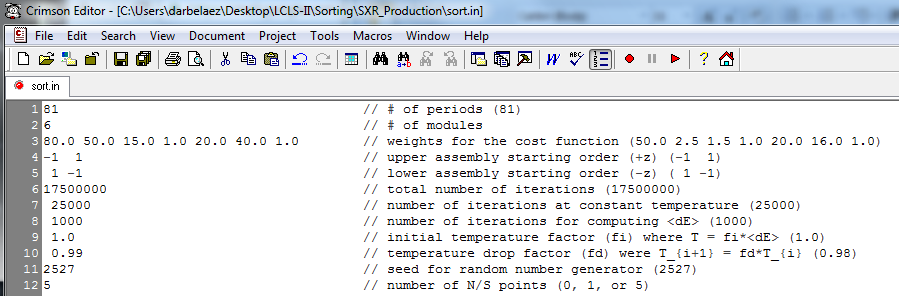 Crimson Editor - [C:\Users\darbelaez\Desktop\LCLS-II\Sorting\SXR_Production\sort.in]
File Edit Search View Document Project Tools Macros Window Help
sort.in
1 81 // # of periods (81)
2 6 // # of modules
3 80.0 50.0 15.0 1.0 20.0 40.0 1.0 // weights for the cost function (50.0 2.5 1.5 1.0 20.0 16.0 1.0)
4 -1 1 // upper assembly starting order (+z) (-1 1)
5 1 -1 // lower assembly starting order (-z) ( 1 -1)
6 17500000 // total number of iterations (17500000)
7 25000 // number of iterations at constant temperature (25000)
8 1000 // number of iterations for computing <dE> (1000)
9 1.0 // initial temperature factor (fi) where T = fi*<dE> (1.0)
10 0.99 // temperature drop factor (fd) were T_{i+1} = fd*T_{i} (0.98)
11 2527 // seed for random number generator (2527)
12 5 // number of N/S points (0, 1, or 5)